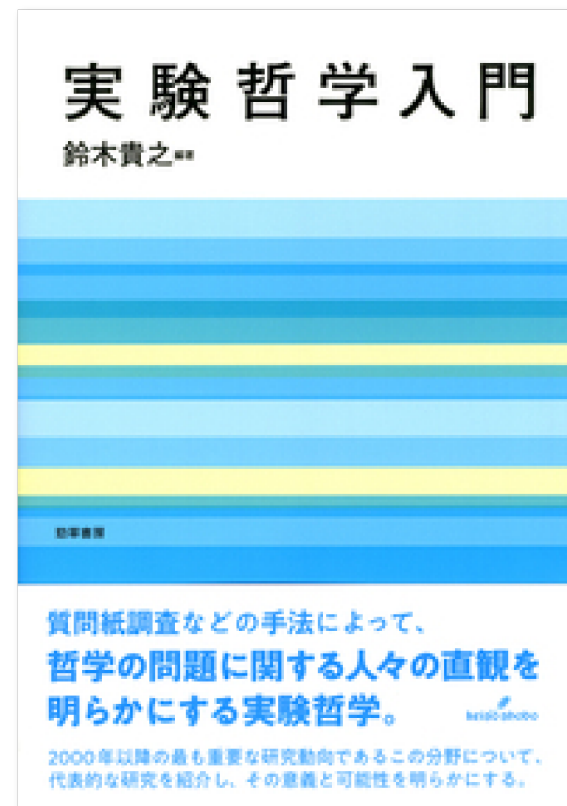 実験哲学入門
鈴木貴之 編著
勁草書房
質問紙調査などの手法によって、
哲学の問題に関する人々の直観を
明らかにする実験哲学。
keiso shobo
2000年以降の最も重要な研究動向であるこの分野について、
代表的な研究を紹介し、その意義と可能性を明らかにする。